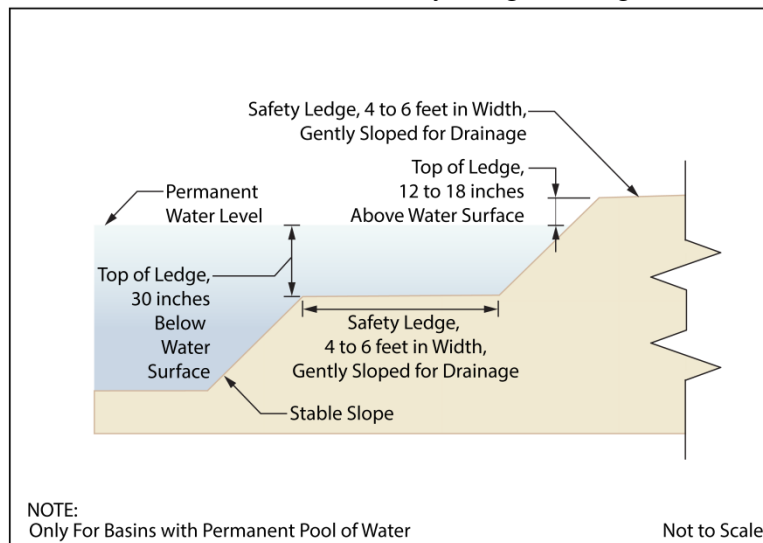 Safety Ledge, 4 to 6 feet in Width,
Gently Sloped for Drainage
Top of Ledge,
12 to 18 inches
Above Water Surface
Permanent
Water Level
Top of Ledge,
30 inches
Below
Water
Surface
Safety Ledge,
4 to 6 feet in Width,
Gently Sloped for Drainage
Stable Slope
NOTE:
Only For Basins with Permanent Pool of Water
Not to Scale